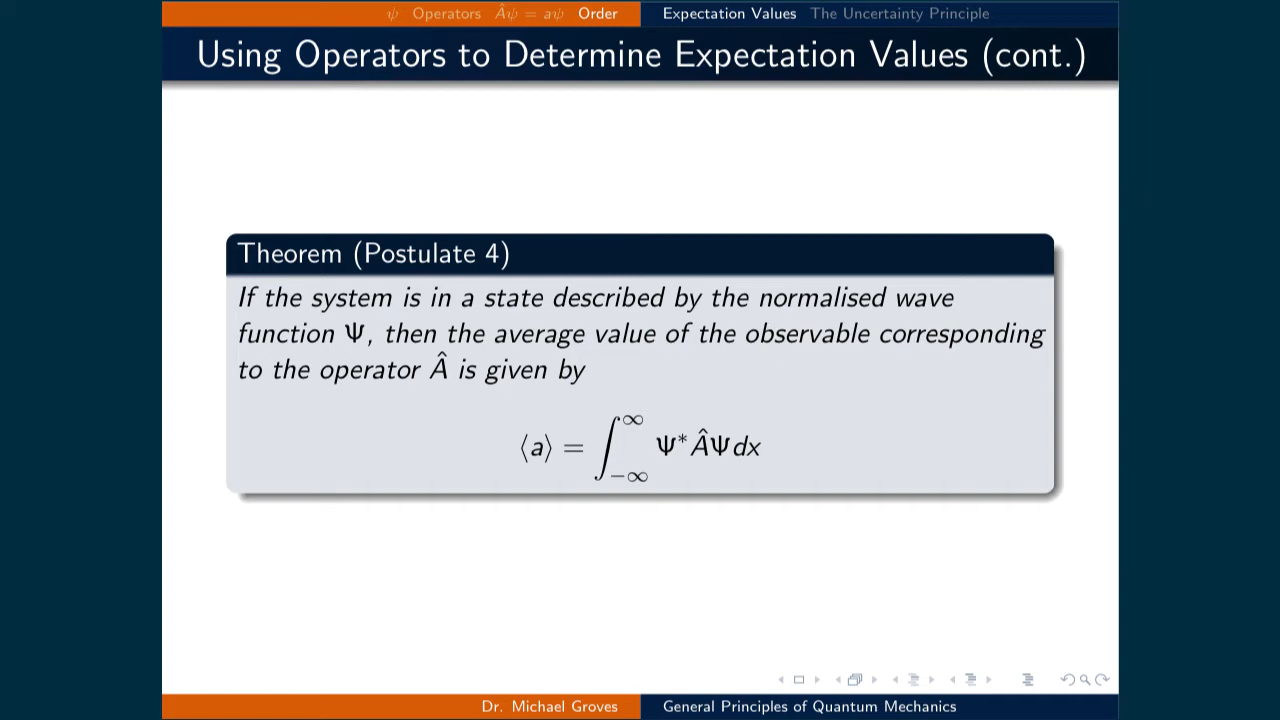 ψ Operators Âψ = aψ Order Expectation Values The Uncertainty Principle
Using Operators to Determine Expectation Values (cont.)
Theorem (Postulate 4)
If the system is in a state described by the normalised wave
function Ψ, then the average value of the observable corresponding
to the operator Â is given by
⟨a⟩ = ∫_{-∞}^{∞} Ψ*ÂΨdx
Dr. Michael Groves General Principles of Quantum Mechanics